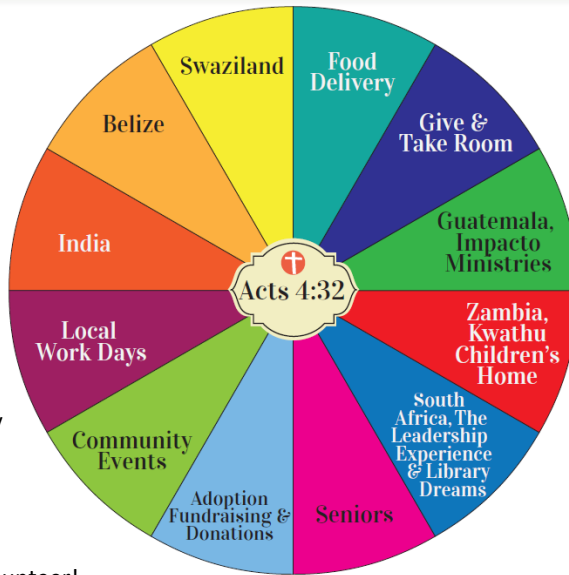 Swaziland
Food
Delivery
Give &
Take Room
Guatemala,
Impacto
Ministries
Zambia,
Kwathu
Children's
Home
South
Africa, The
Leadership
Experience
& Library
Dreams
Seniors
Adoption
Fundraising &
Donations
Community
Events
Local
Work Days
India
Belize
Acts 4:32